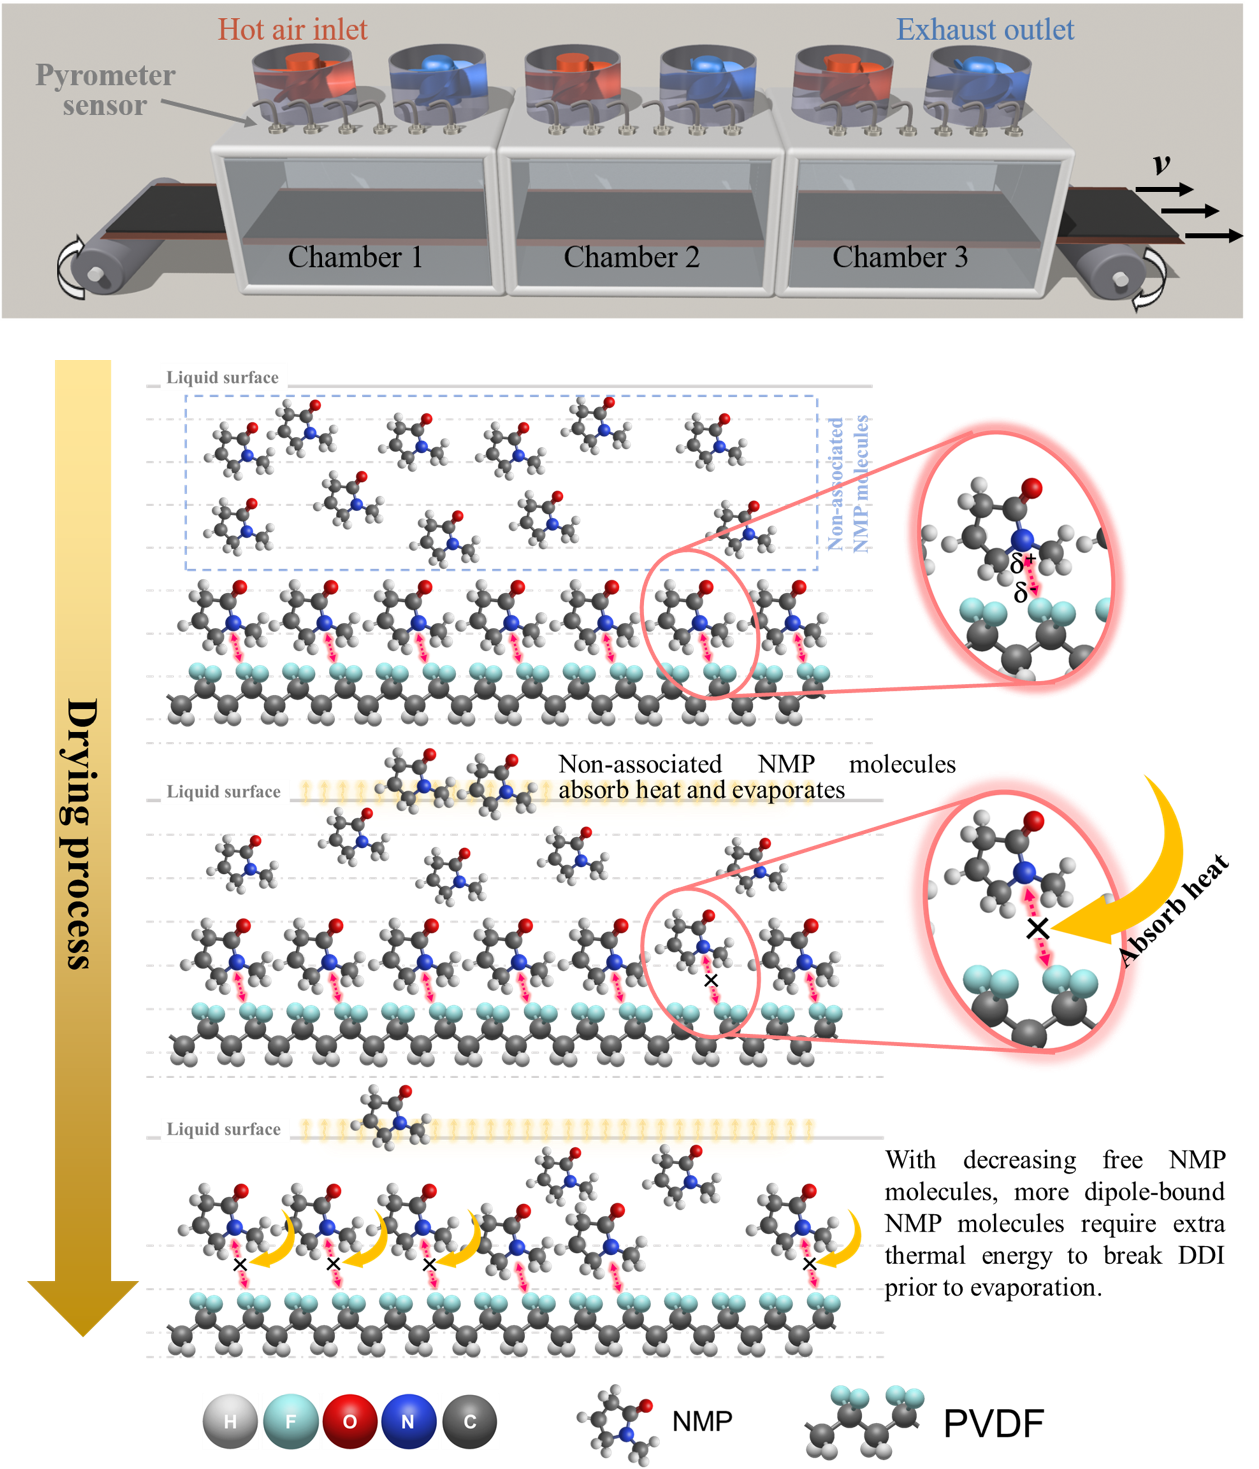 Hot air inlet
Exhaust outlet
Pyrometer
sensor
v
Chamber 1
Chamber 2
Chamber 3
Drying process
Liquid surface
Non-associated
NMP molecules
δ+
δ-
Non-associated NMP molecules
absorb heat and evaporates
Liquid surface
Absorb heat
Liquid surface
With decreasing free NMP
molecules, more dipole-bound
NMP molecules require extra
thermal energy to break DDI
prior to evaporation.
H F O N C
NMP
PVDF